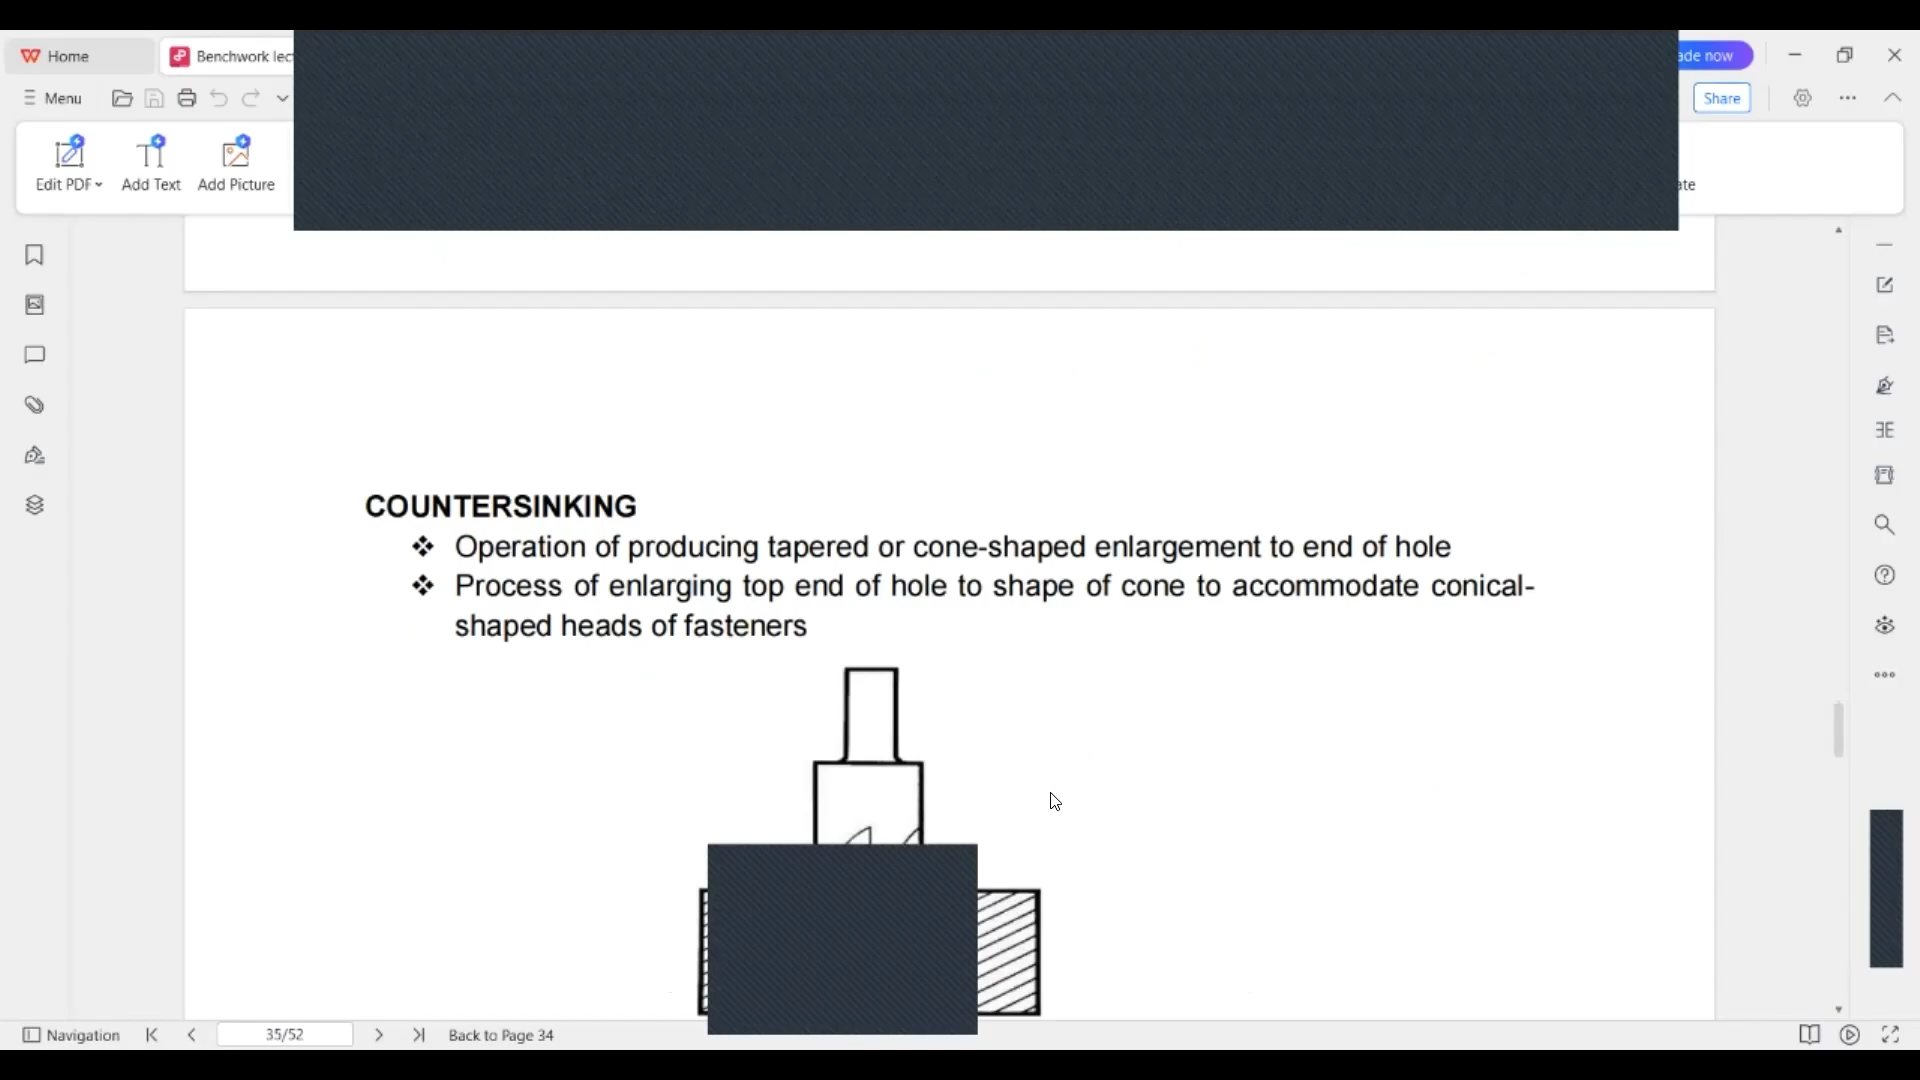 Home
Benchwork
Menu
Share
now
Edit PDF
Add Text
Add Picture
COUNTERSINKING
❖ Operation of producing tapered or cone-shaped enlargement to end of hole
❖ Process of enlarging top end of hole to shape of cone to accommodate conical-
shaped heads of fasteners
Navigation
35/52
Back to Page 34